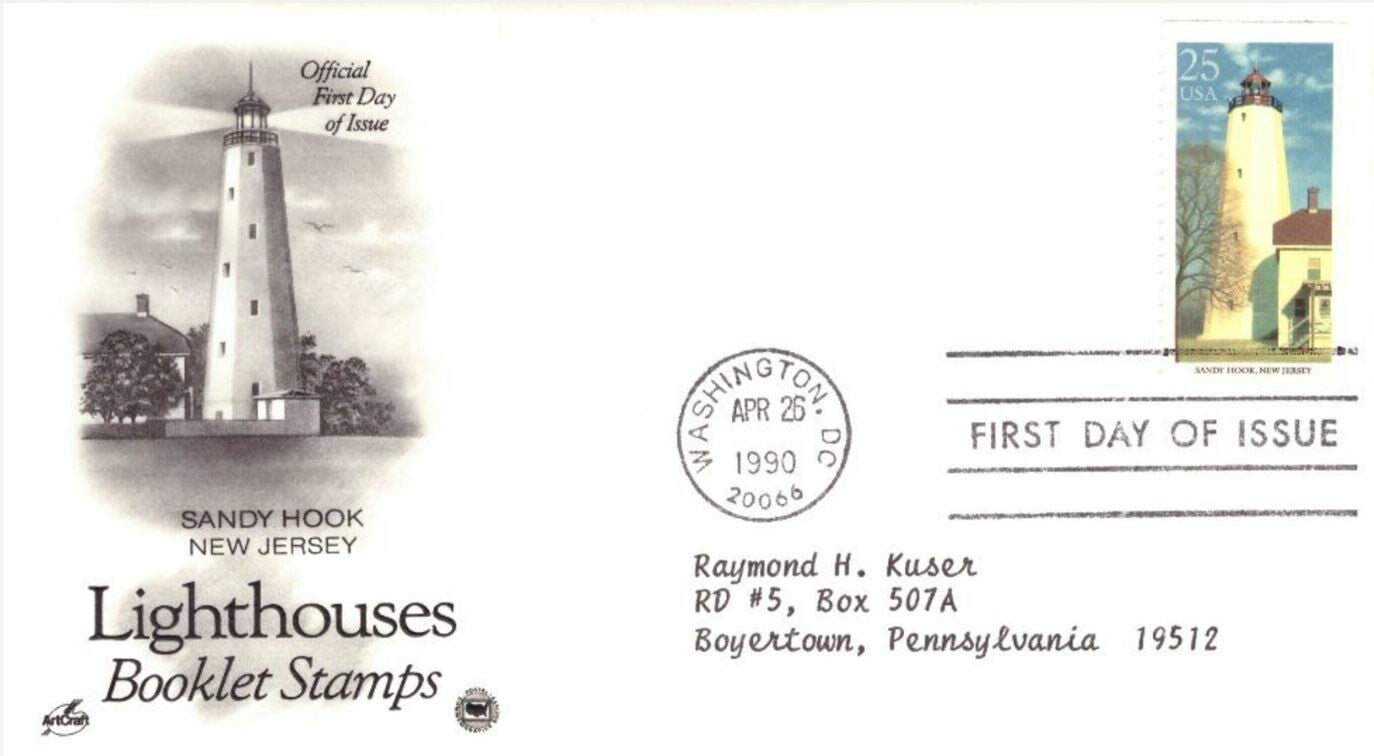 Official
First Day
of Issue
SANDY HOOK
NEW JERSEY
Lighthouses
Booklet Stamps
ArtCraft
25
USA
SANDY HOOK, NEW JERSEY
WASHINGTON, DC
APR 26
1990
20066
FIRST DAY OF ISSUE
Raymond H. Kuser
RD #5, Box 507A
Boyertown, Pennsylvania 19512